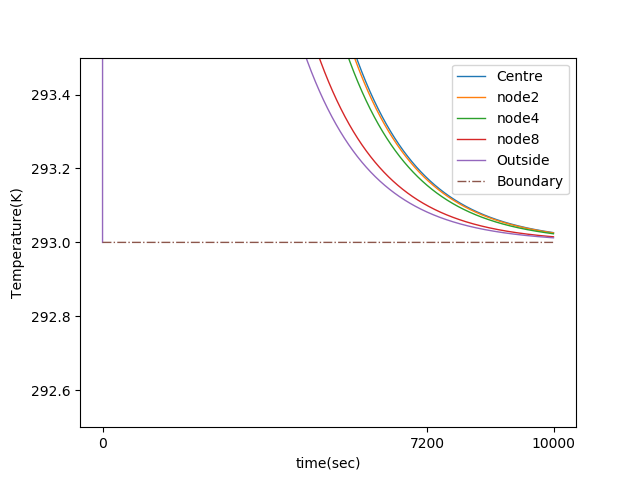 Temperature(K)
293.4
293.2
293.0
292.8
292.6
Centre
node2
node4
node8
Outside
Boundary
0
7200
10000
time(sec)